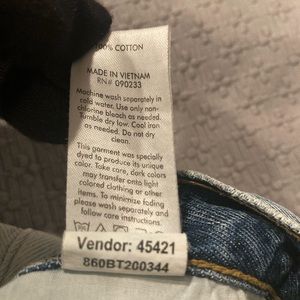 100% COTTON
MADE IN VIETNAM
RN# 090233
Machine wash separately in
cold water. Use only non-
chlorine bleach as needed.
Tumble dry low. Cool iron
as needed. Do not dry
clean.
This garment was specially
dyed to produce its unique
color. Take care, dark colors
may transfer onto light
colored clothing or other
items. To minimize possible
fading separately and follow
care instructions.
Vendor: 45421
860BT200344